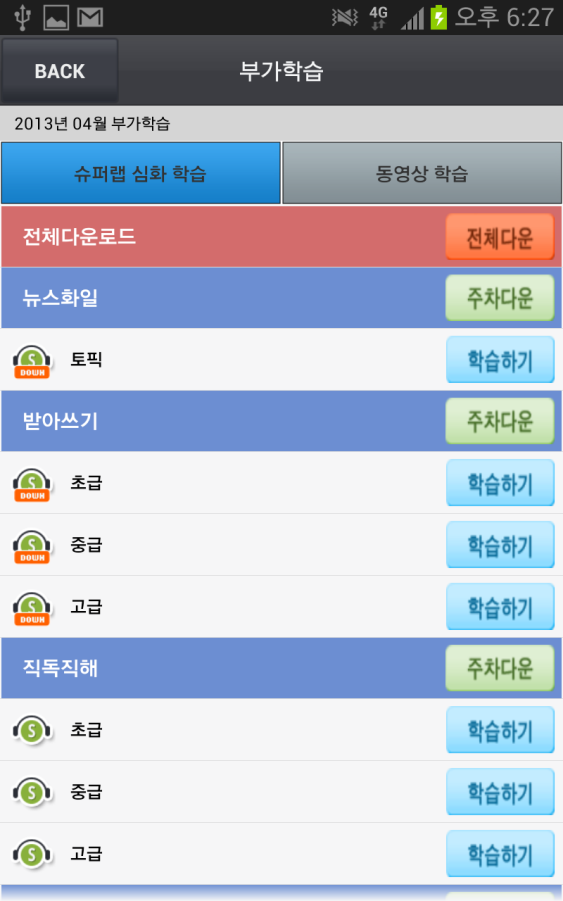 4G 오후 6:27
BACK 부가학습
2013년 04월 부가학습
슈퍼랩 심화 학습 동영상 학습
전체다운로드 전체다운
뉴스화일 주차다운
S DOWN 토픽 학습하기
받아쓰기 주차다운
S DOWN 초급 학습하기
S DOWN 중급 학습하기
S DOWN 고급 학습하기
직독직해 주차다운
S 초급 학습하기
S 중급 학습하기
S 고급 학습하기